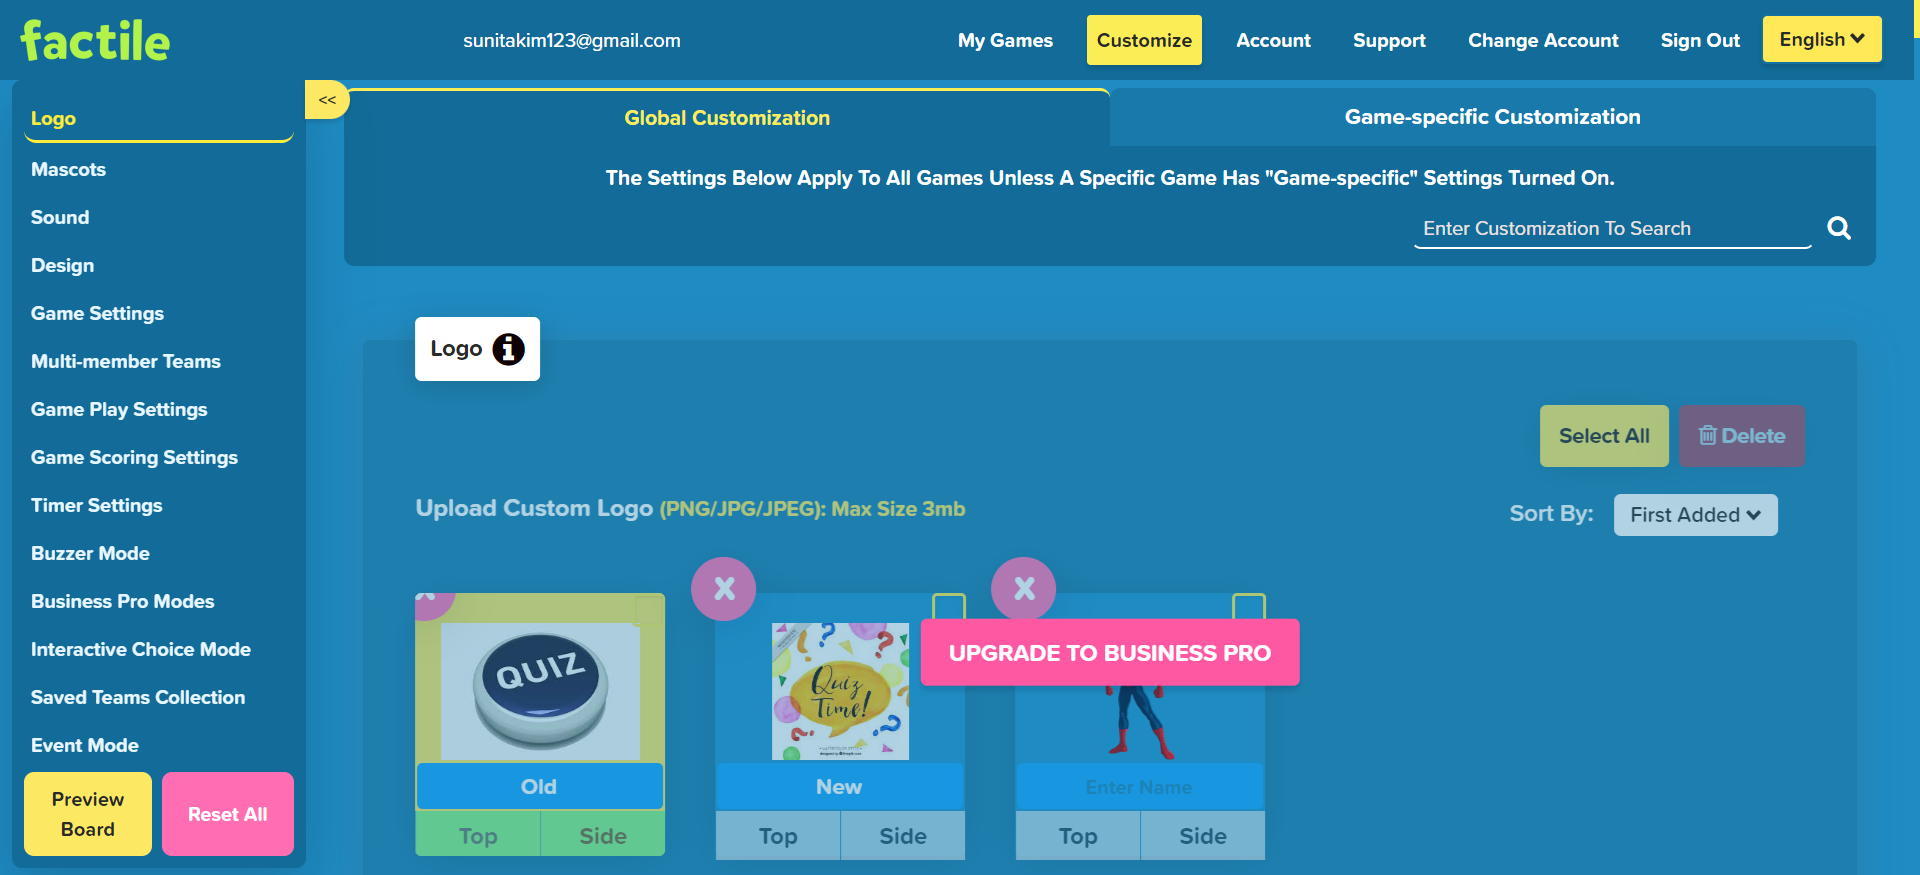 factile
sunitakim123@gmail.com
My Games
Customize
Account
Support
Change Account
Sign Out
English
<<
Logo
Mascots
Sound
Design
Game Settings
Multi-member Teams
Game Play Settings
Game Scoring Settings
Timer Settings
Buzzer Mode
Business Pro Modes
Interactive Choice Mode
Saved Teams Collection
Event Mode
Preview
Board
Reset All
Global Customization
Game-specific Customization
The Settings Below Apply To All Games Unless A Specific Game Has "Game-specific" Settings Turned On.
Enter Customization To Search
Logo
Select All
Delete
Upload Custom Logo (PNG/JPG/JPEG): Max Size 3mb
Sort By:
First Added
X
X
X
QUIZ
Quiz
Time!
UPGRADE TO BUSINESS PRO
Old
New
Enter Name
Top
Side
Top
Side
Top
Side